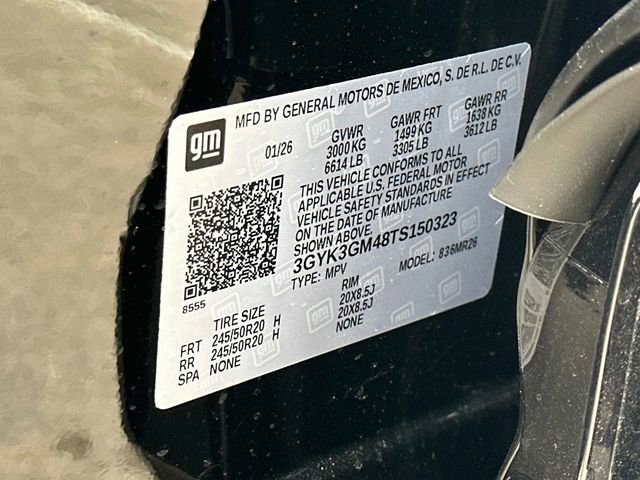 MFD BY GENERAL MOTORS DE MEXICO, S. DE R.L. DE C.V.
gm
01/26
GVWR GAWR FRT GAWR RR
3000 KG 1499 KG 1638 KG
6614 LB 3305 LB 3612 LB
THIS VEHICLE CONFORMS TO ALL
APPLICABLE U.S. FEDERAL MOTOR
VEHICLE SAFETY STANDARDS IN EFFECT
ON THE DATE OF MANUFACTURE
SHOWN ABOVE.
3GYK3GM48TS150323
TYPE: MPV MODEL: 836MR26
8555
TIRE SIZE RIM
FRT 245/50R20 H 20X8.5J
RR 245/50R20 H 20X8.5J
SPA NONE NONE